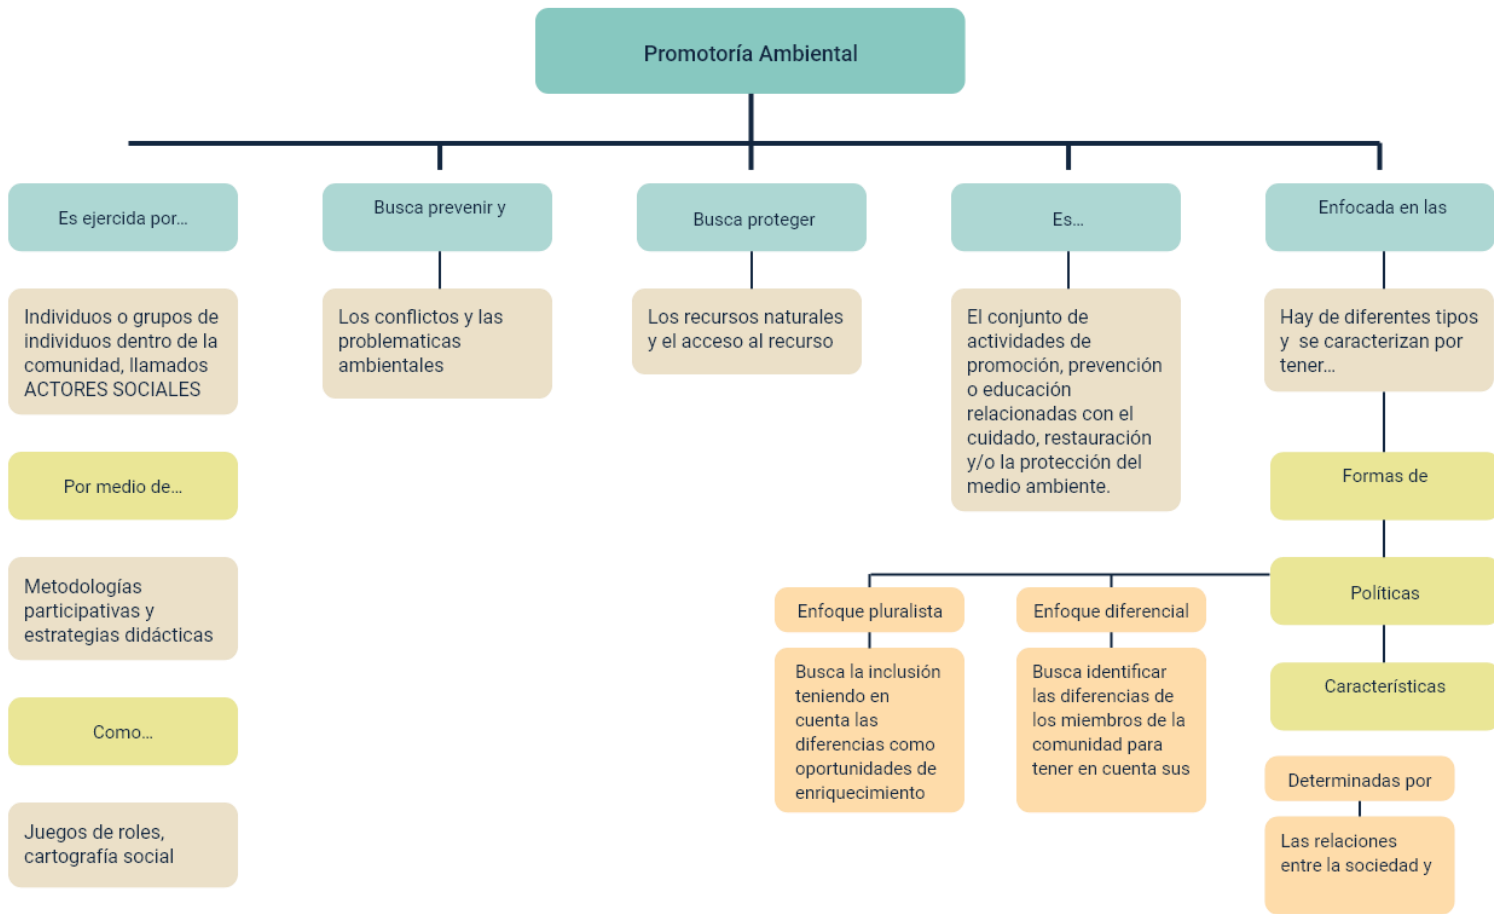 Promotoría Ambiental
Es ejercida por...
Individuos o grupos de
individuos dentro de la
comunidad, llamados
ACTORES SOCIALES
Por medio de...
Metodologías
participativas y
estrategias didácticas
Como...
Juegos de roles,
cartografía social
Busca prevenir y
Los conflictos y las
problematicas
ambientales
Busca proteger
Los recursos naturales
y el acceso al recurso
Es...
El conjunto de
actividades de
promoción, prevención
o educación
relacionadas con el
cuidado, restauración
y/o la protección del
medio ambiente.
Enfocada en las
Hay de diferentes tipos
y se caracterizan por
tener...
Formas de
Políticas
Enfoque pluralista
Busca la inclusión
teniendo en
cuenta las
diferencias como
oportunidades de
enriquecimiento
Enfoque diferencial
Busca identificar
las diferencias de
los miembros de la
comunidad para
tener en cuenta sus
Características
Determinadas por
Las relaciones
entre la sociedad y